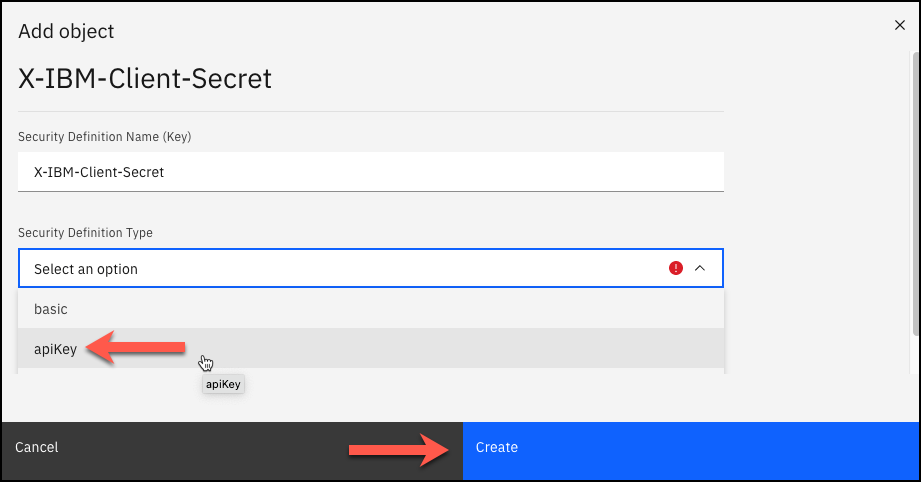 Add object
X-IBM-Client-Secret
Security Definition Name (Key)
X-IBM-Client-Secret
Security Definition Type
Select an option
basic
apiKey
apiKey
Cancel
Create